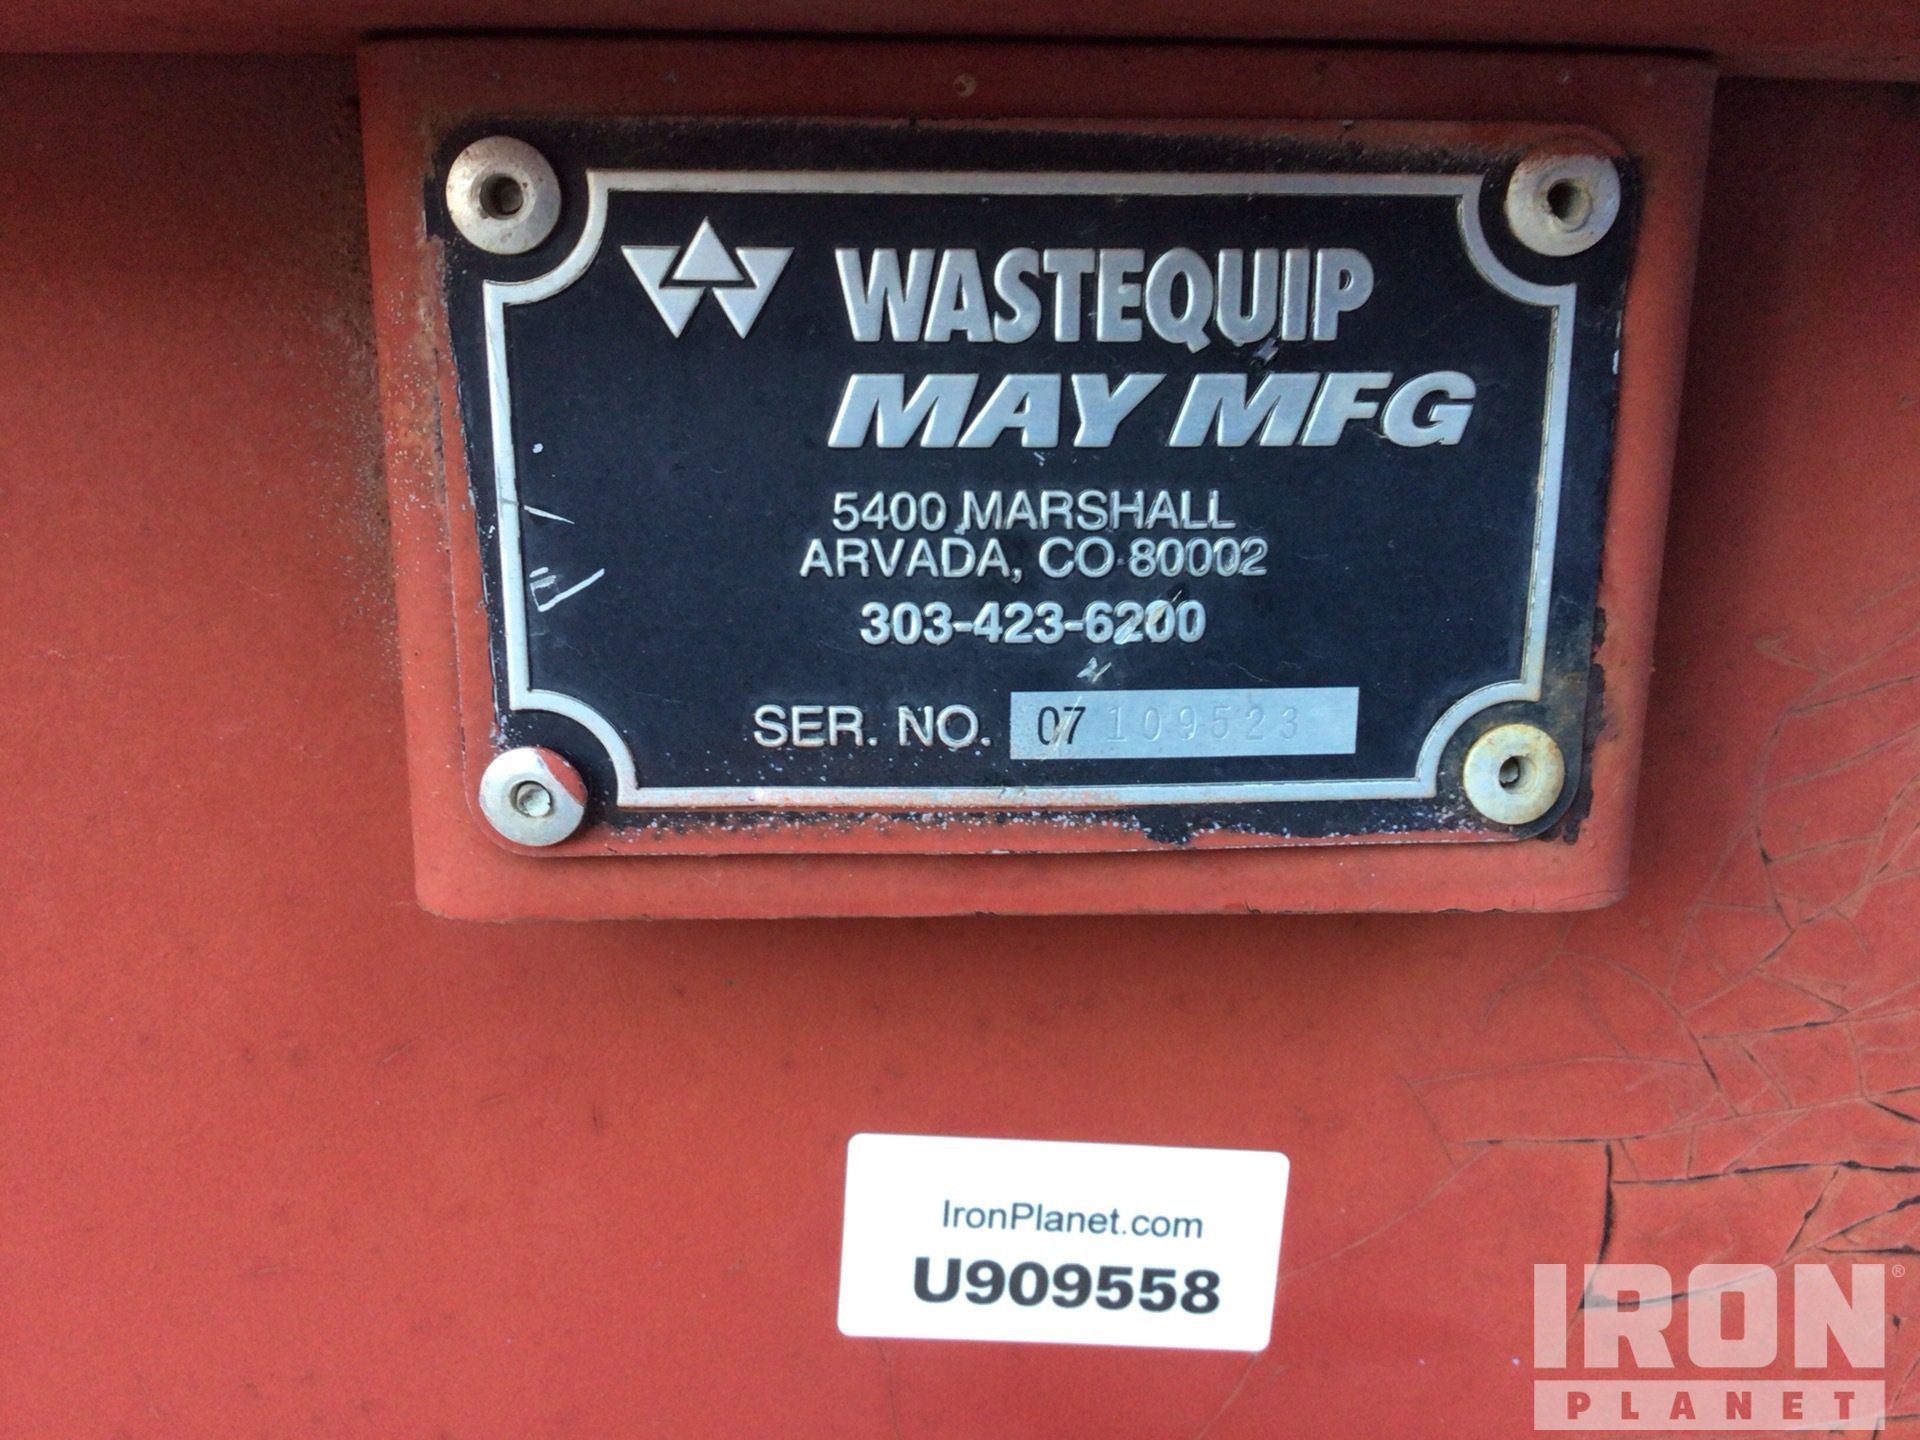 WASTEQUIP
MAY MFG
5400 MARSHALL
ARVADA, CO 80002
303-423-6200
SER. NO. 07 109523
IronPlanet.com
U909558
IRON®
PLANET